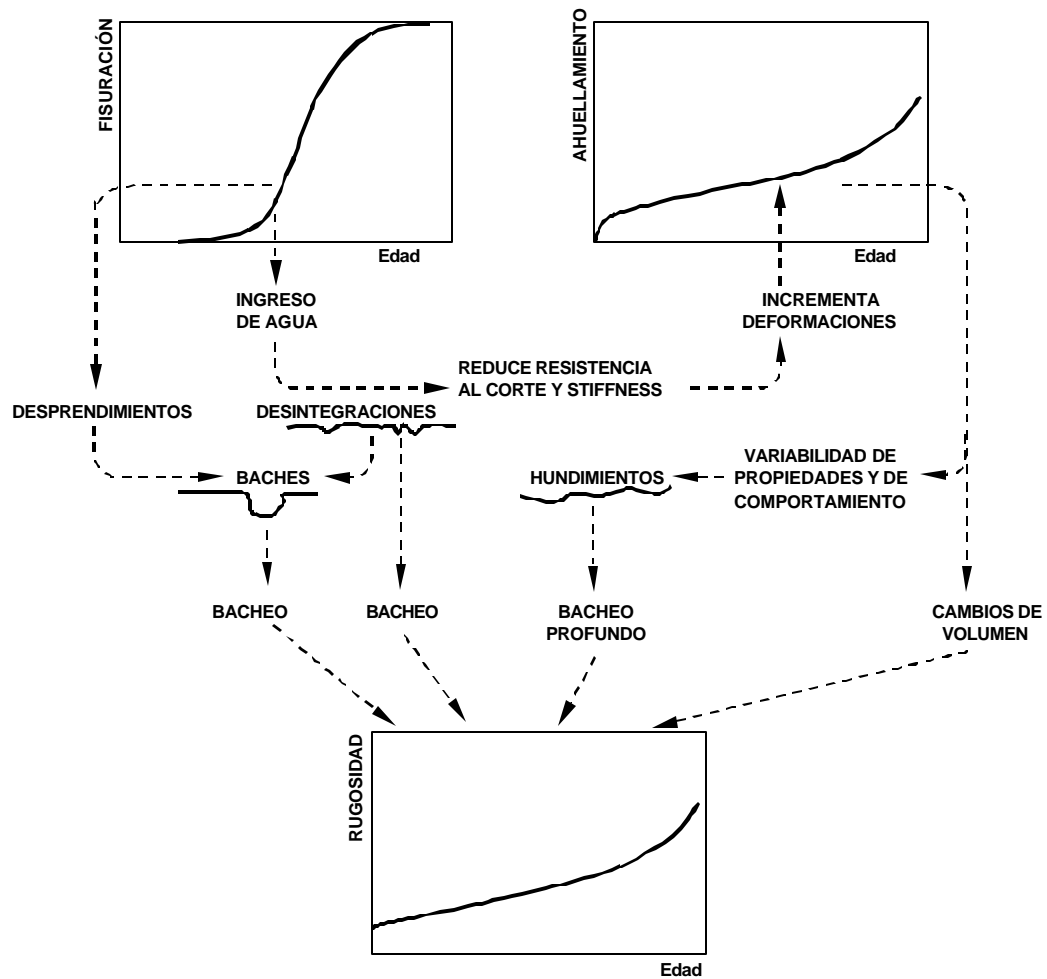 FISURACIÓN
AHUELLAMIENTO
Edad
Edad
INGRESO
DE AGUA
INCREMENTA
DEFORMACIONES
REDUCE RESISTENCIA
AL CORTE Y STIFFNESS
DESPRENDIMIENTOS
DESINTEGRACIONES
BACHES
HUNDIMIENTOS
VARIABILIDAD DE
PROPIEDADES Y DE
COMPORTAMIENTO
BACHEO
BACHEO
BACHEO
PROFUNDO
CAMBIOS DE
VOLUMEN
RUGOSIDAD
Edad